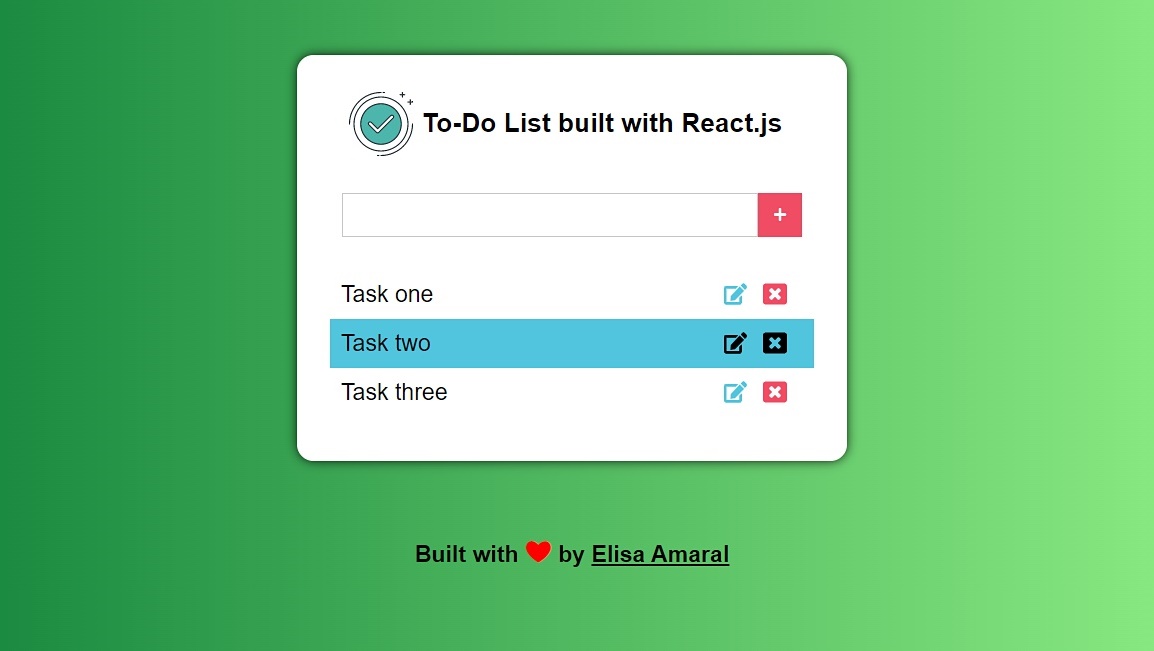 To-Do List built with React.js
+
Task one
Task two
Task three
Built with ❤ by Elisa Amaral